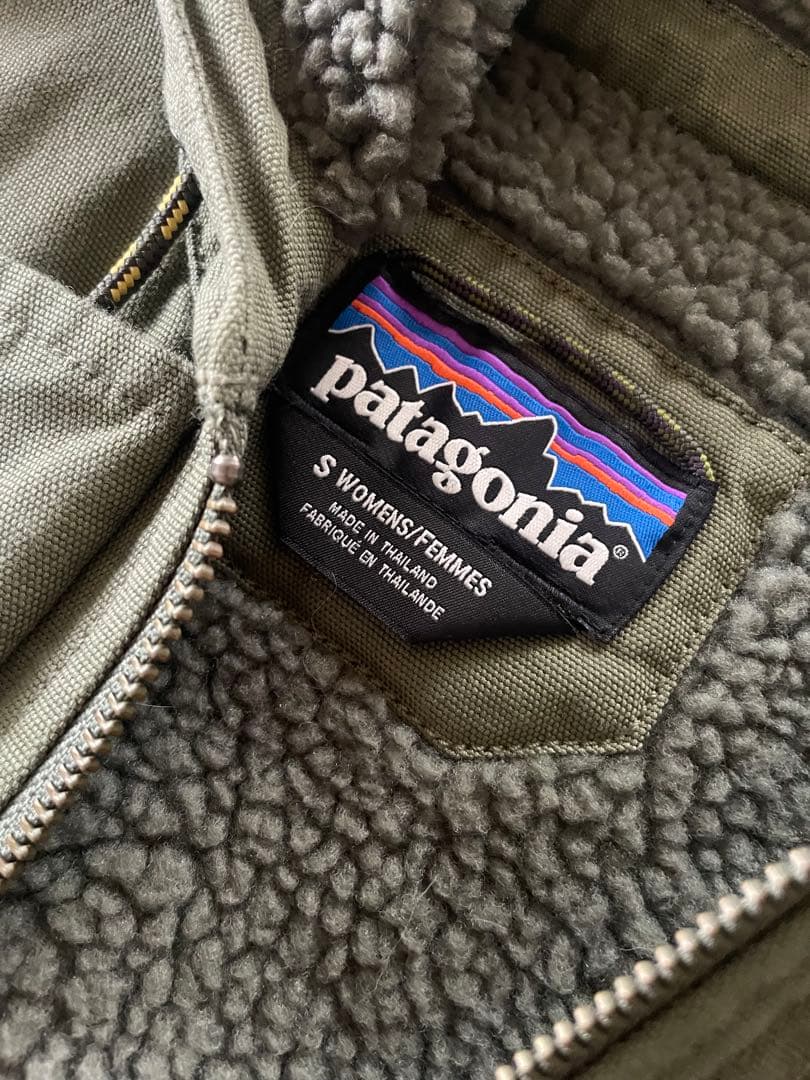 patagonia®
S WOMENS/FEMMES
MADE IN THAILAND
FABRIQUÉ EN THAILANDE